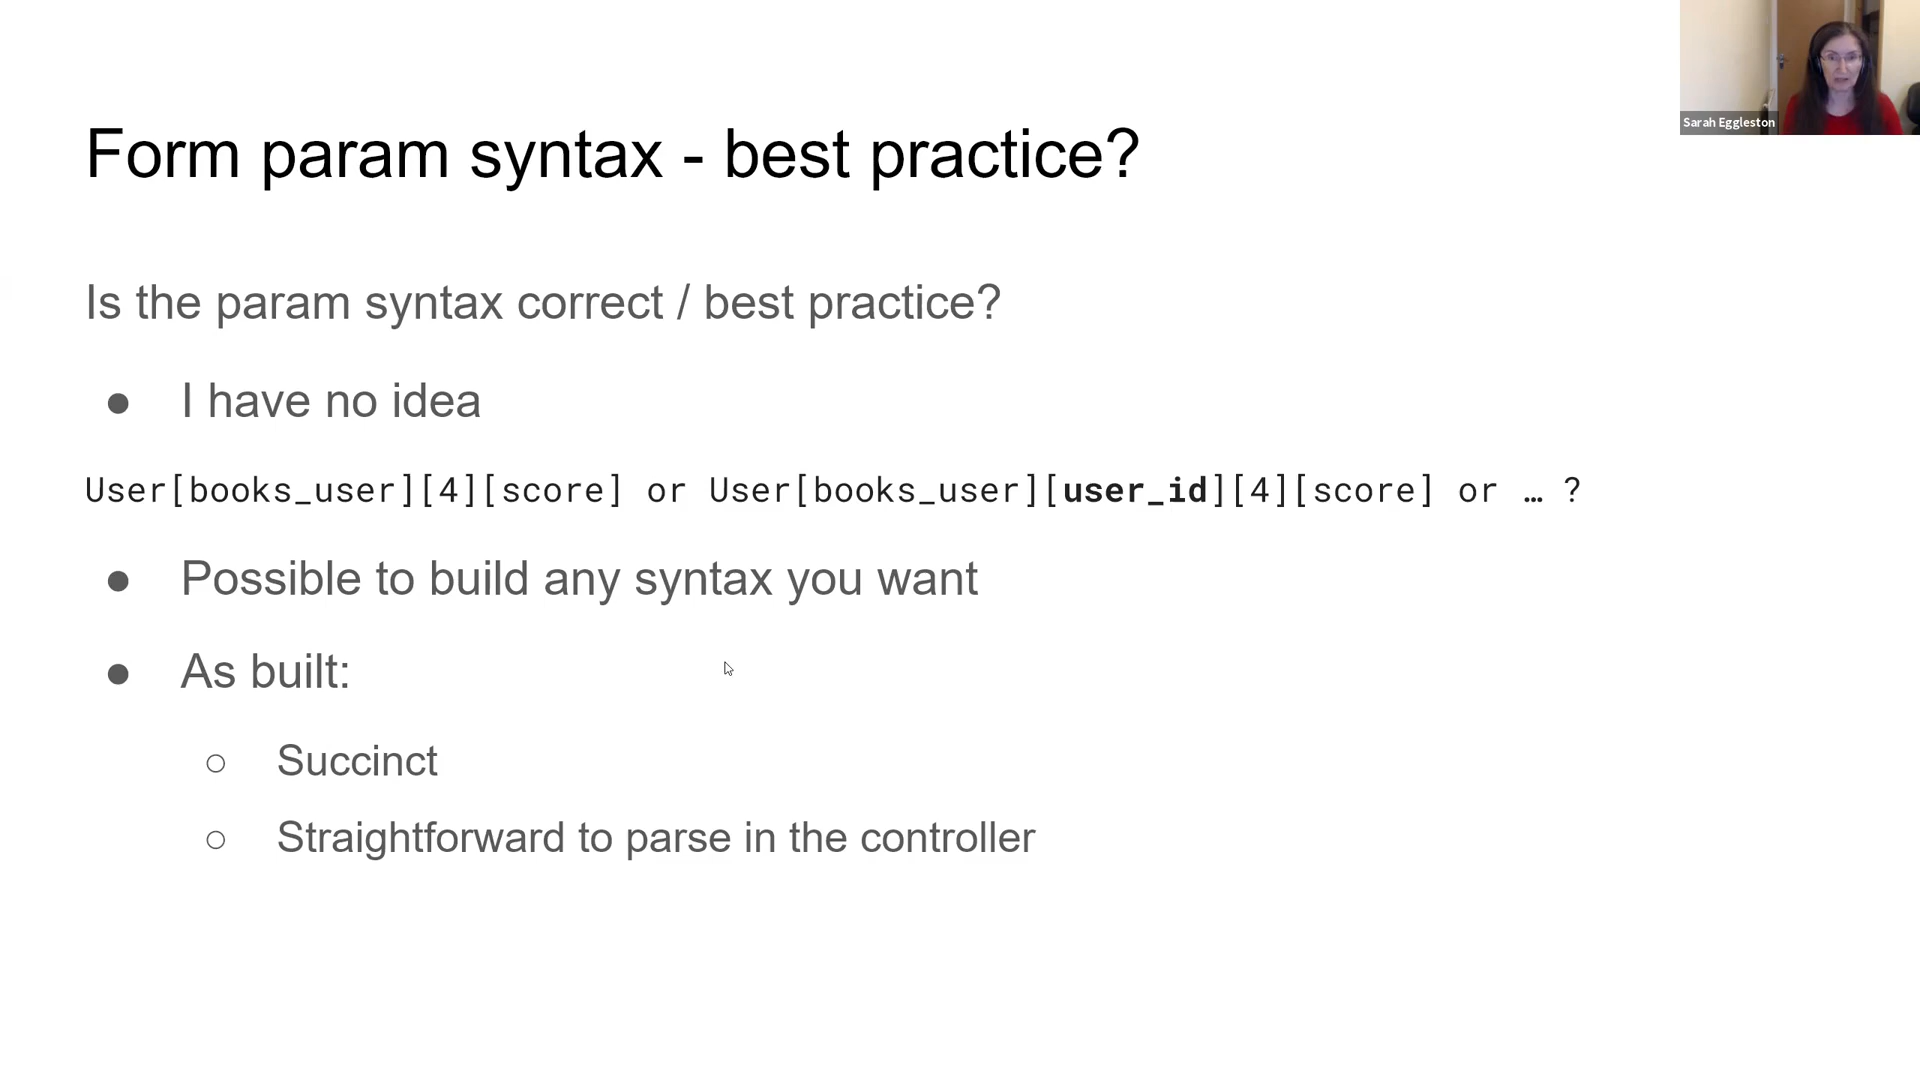 Form param syntax - best practice?
Sarah Eggleston
Is the param syntax correct / best practice?
● I have no idea
User[books_user][4][score] or User[books_user][user_id][4][score] or … ?
● Possible to build any syntax you want
● As built:
○ Succinct
○ Straightforward to parse in the controller